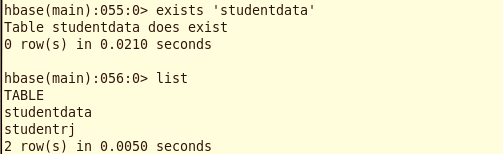 hbase(main):055:0> exists 'studentdata'
Table studentdata does exist
0 row(s) in 0.0210 seconds
hbase(main):056:0> list
TABLE
studentdata
studentrj
2 row(s) in 0.0050 seconds